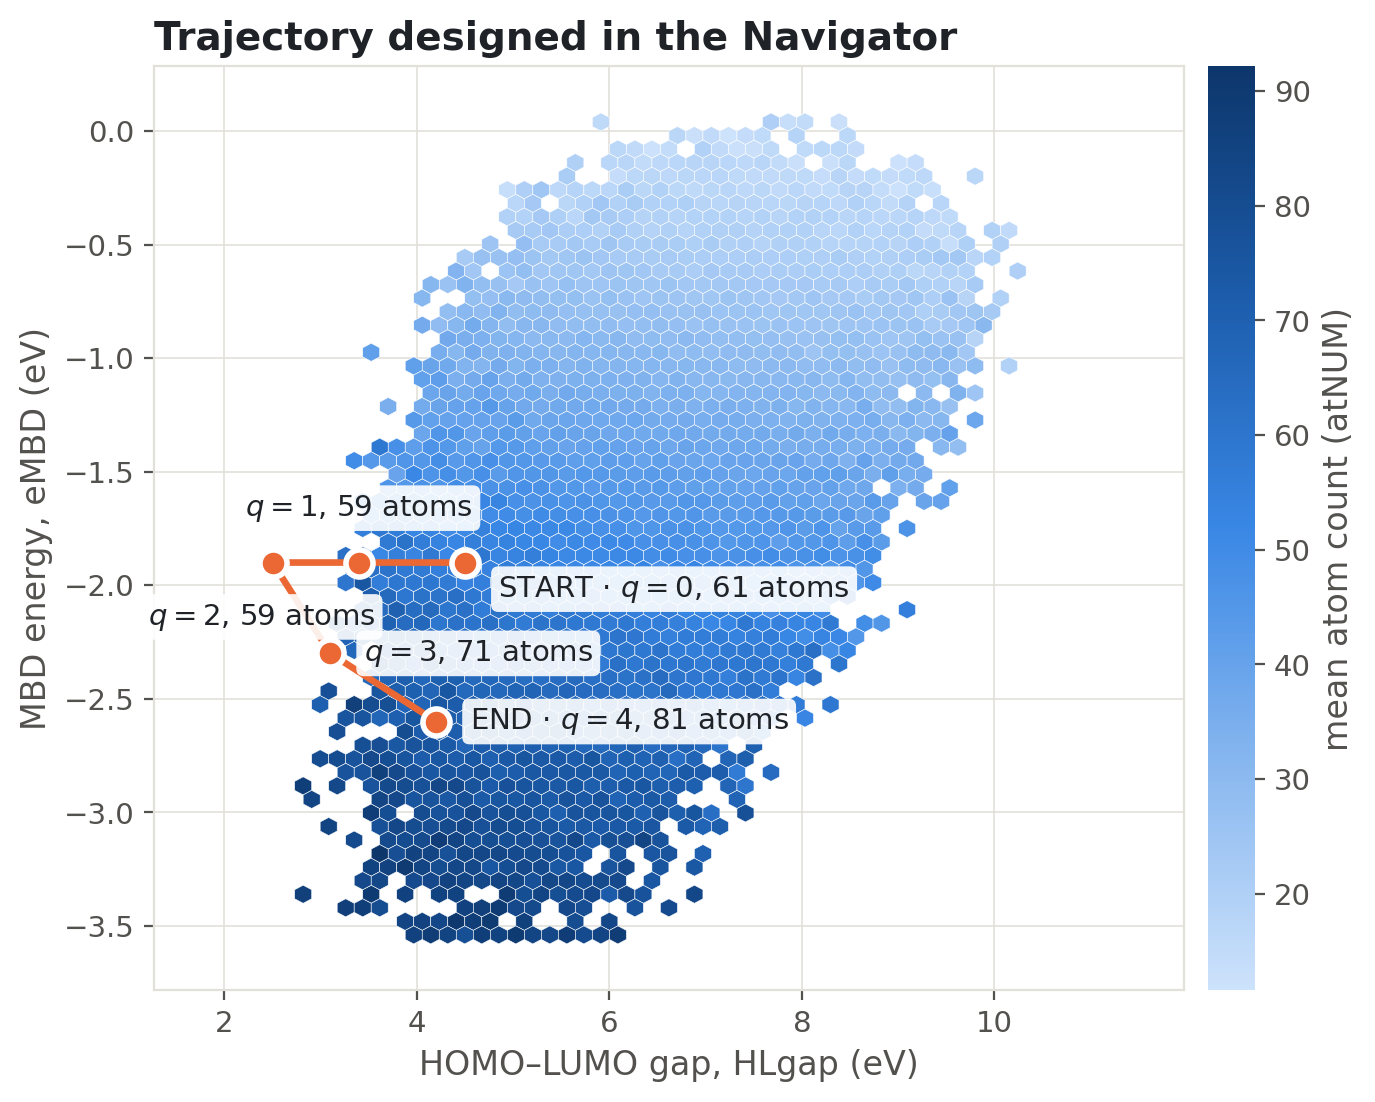 Trajectory designed in the Navigator
MBD energy, eMBD (eV)
0.0
−0.5
−1.0
−1.5
−2.0
−2.5
−3.0
−3.5
q = 1, 59 atoms
START · q = 0, 61 atoms
q = 2, 59 atoms
q = 3, 71 atoms
END · q = 4, 81 atoms
2 4 6 8 10
HOMO–LUMO gap, HLgap (eV)
90
80
70
60
50
40
30
20
mean atom count (atNUM)